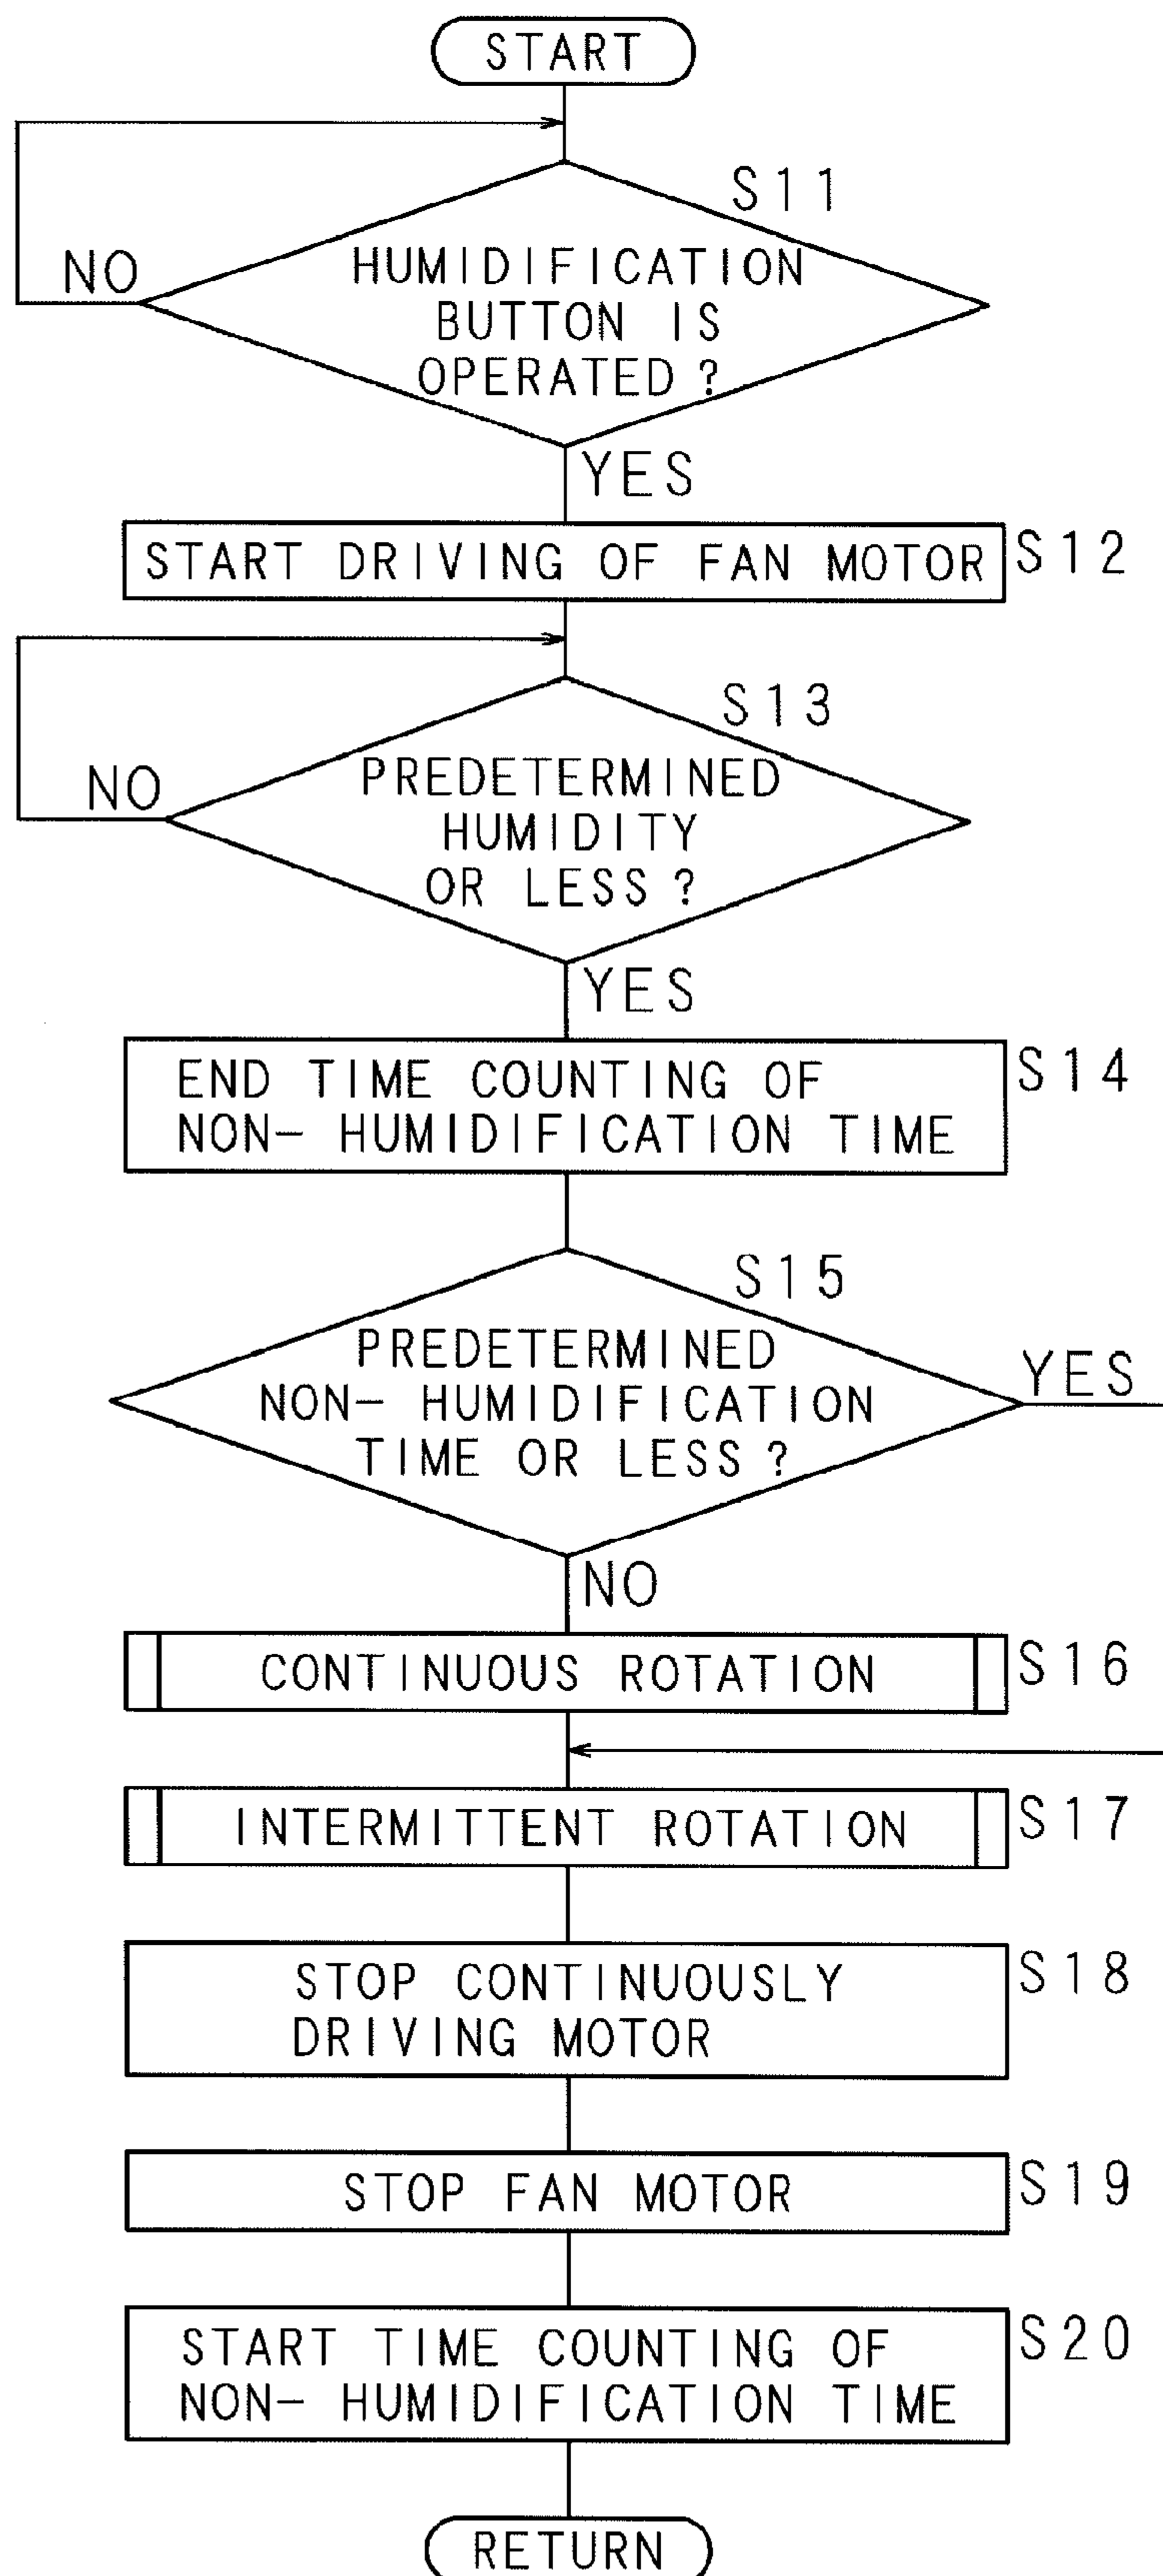 START
S11
NO
HUMIDIFICATION
BUTTON IS
OPERATED?
YES
START DRIVING OF FAN MOTOR
S12
S13
NO
PREDETERMINED
HUMIDITY
OR LESS?
YES
END TIME COUNTING OF
NON- HUMIDIFICATION TIME
S14
S15
PREDETERMINED
NON- HUMIDIFICATION
TIME OR LESS?
YES
NO
CONTINUOUS ROTATION
S16
INTERMITTENT ROTATION
S17
STOP CONTINUOUSLY
DRIVING MOTOR
S18
STOP FAN MOTOR
S19
START TIME COUNTING OF
NON- HUMIDIFICATION TIME
S20
RETURN